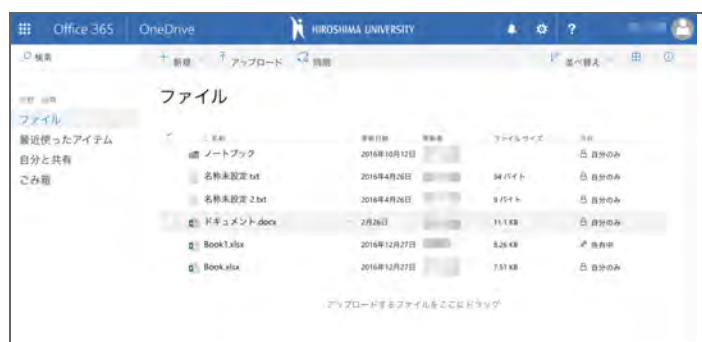 Office 365 OneDrive HIROSHIMA UNIVERSITY ?
検索 + 新規 アップロード 同期 並べ替え
ファイル
ファイル
最近使ったアイテム
自分と共有
ごみ箱
名前 更新日時 更新者 ファイルサイズ 共有
ノートブック 2016年10月12日 自分のみ
名称未設定.txt 2016年4月26日 54 バイト 自分のみ
名称未設定 2.txt 2016年4月26日 9 バイト 自分のみ
ドキュメント.docx 2月26日 11.1 KB 自分のみ
Book1.xlsx 2016年12月27日 8.26 KB 共有中
Book.xlsx 2016年12月27日 7.51 KB 自分のみ
アップロードするファイルをここにドラッグ